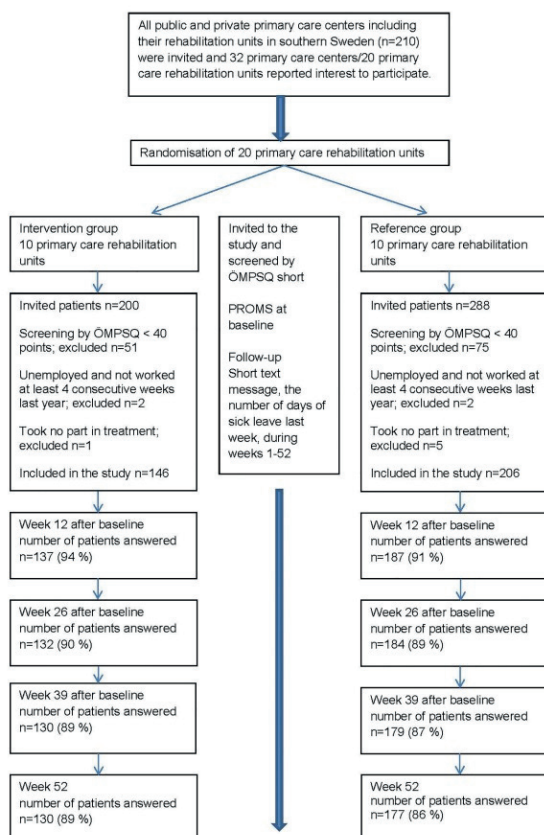 All public and private primary care centers including
their rehabilitation units in southern Sweden (n=210)
were invited and 32 primary care centers/20 primary
care rehabilitation units reported interest to participate.
Randomisation of 20 primary care rehabilitation units
Intervention group
10 primary care rehabilitation
units
Invited patients n=200
Screening by ÖMPSQ < 40
points; excluded n=51
Unemployed and not worked
at least 4 consecutive weeks
last year; excluded n=2
Took no part in treatment;
excluded n=1
Included in the study n=146
Week 12 after baseline
number of patients answered
n=137 (94 %)
Week 26 after baseline
number of patients answered
n=132 (90 %)
Week 39 after baseline
number of patients answered
n=130 (89 %)
Week 52
number of patients answered
n=130 (89 %)
Invited to the
study and
screened by
ÖMPSQ short
PROMS at
baseline
Follow-up
Short text
message, the
number of days of
sick leave last
week, during
weeks 1-52
Reference group
10 primary care rehabilitation
units
Invited patients n=288
Screening by ÖMPSQ < 40
points; excluded n=75
Unemployed and not worked
at least 4 consecutive weeks
last year; excluded n=2
Took no part in treatment;
excluded n=5
Included in the study n=206
Week 12 after baseline
number of patients answered
n=187 (91 %)
Week 26 after baseline
number of patients answered
n=184 (89 %)
Week 39 after baseline
number of patients answered
n=179 (87 %)
Week 52
number of patients answered
n=177 (86 %)